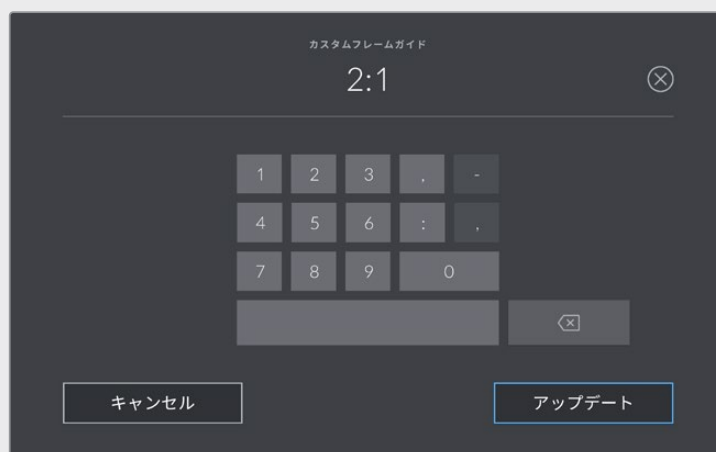 カスタムフレームガイド
2:1
1 2 3 , -
4 5 6 : ,
7 8 9 0
キャンセル
アップデート